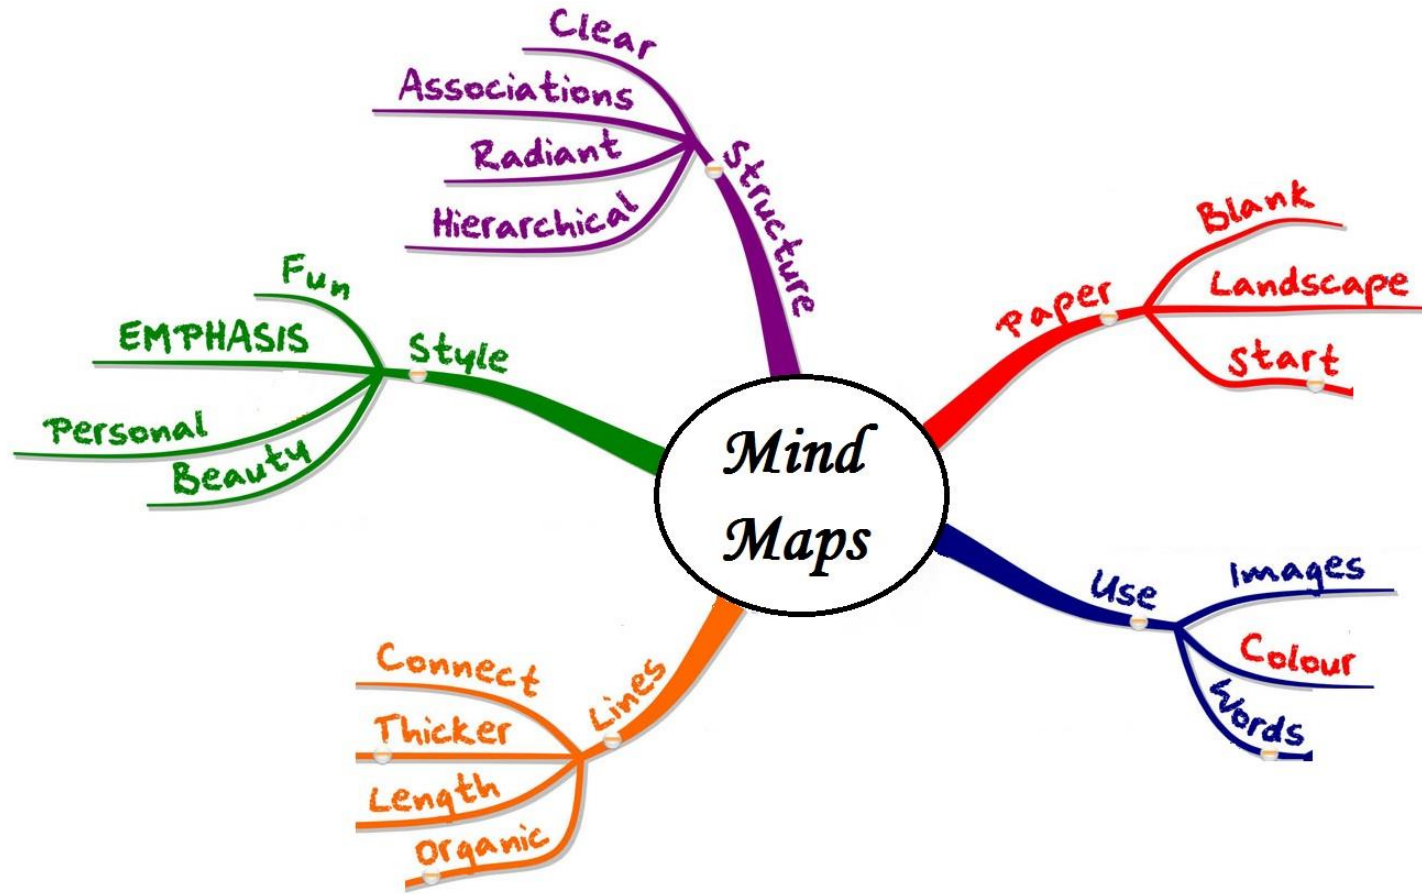 Clear
Associations
Radiant
Hierarchical
Structure
Blank
Landscape
Start
Paper
Fun
EMPHASIS
Personal
Beauty
Style
Mind
Maps
Images
Colour
Words
Use
Connect
Thicker
Length
Organic
Lines